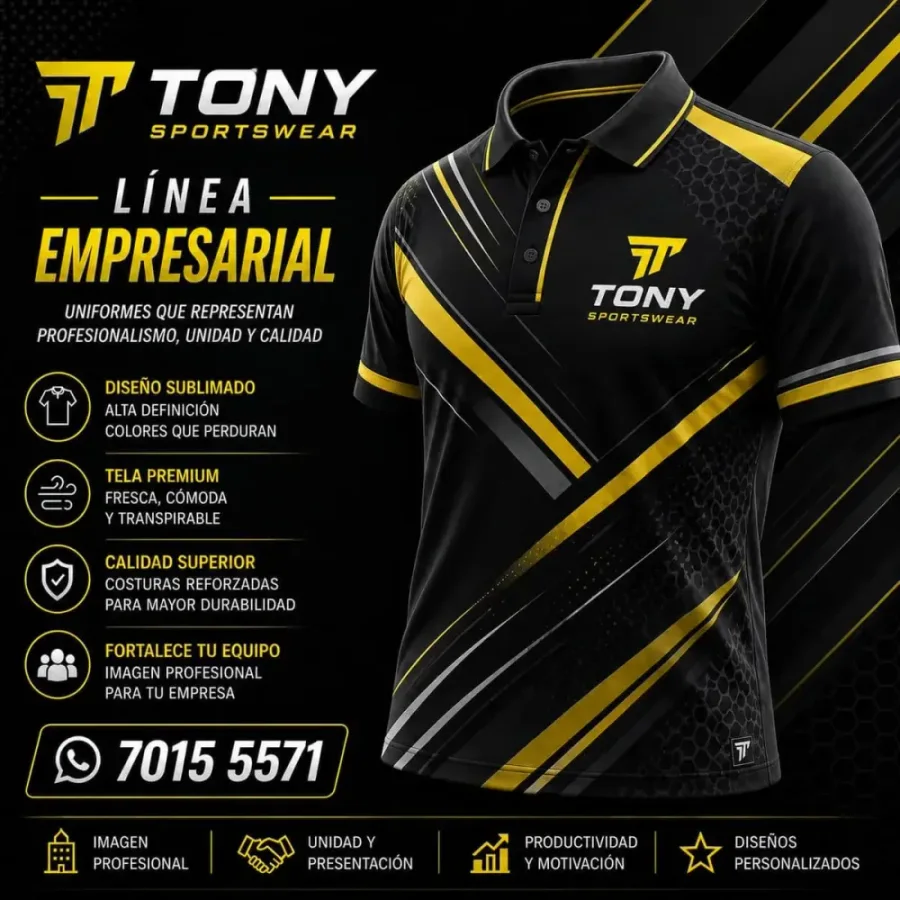 TONY
SPORTSWEAR
LÍNEA
EMPRESARIAL
UNIFORMES QUE REPRESENTAN
PROFESIONALISMO, UNIDAD Y CALIDAD
DISEÑO SUBLIMADO
ALTA DEFINICIÓN
COLORES QUE PERDURAN
TELA PREMIUM
FRESCA, CÓMODA
Y TRANSPIRABLE
CALIDAD SUPERIOR
COSTURAS REFORZADAS
PARA MAYOR DURABILIDAD
FORTALECE TU EQUIPO
IMAGEN PROFESIONAL
PARA TU EMPRESA
7015 5571
TONY
SPORTSWEAR
IMAGEN
PROFESIONAL
UNIDAD Y
PRESENTACIÓN
PRODUCTIVIDAD
Y MOTIVACIÓN
DISEÑOS
PERSONALIZADOS